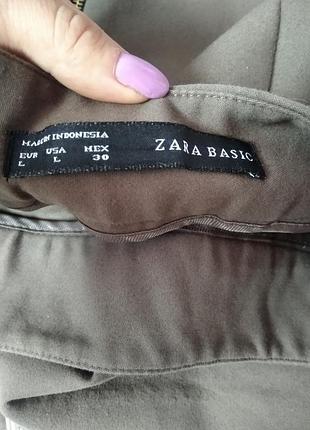 MADE IN INDONESIA
EUR USA MEX
L L 30
ZARA BASIC